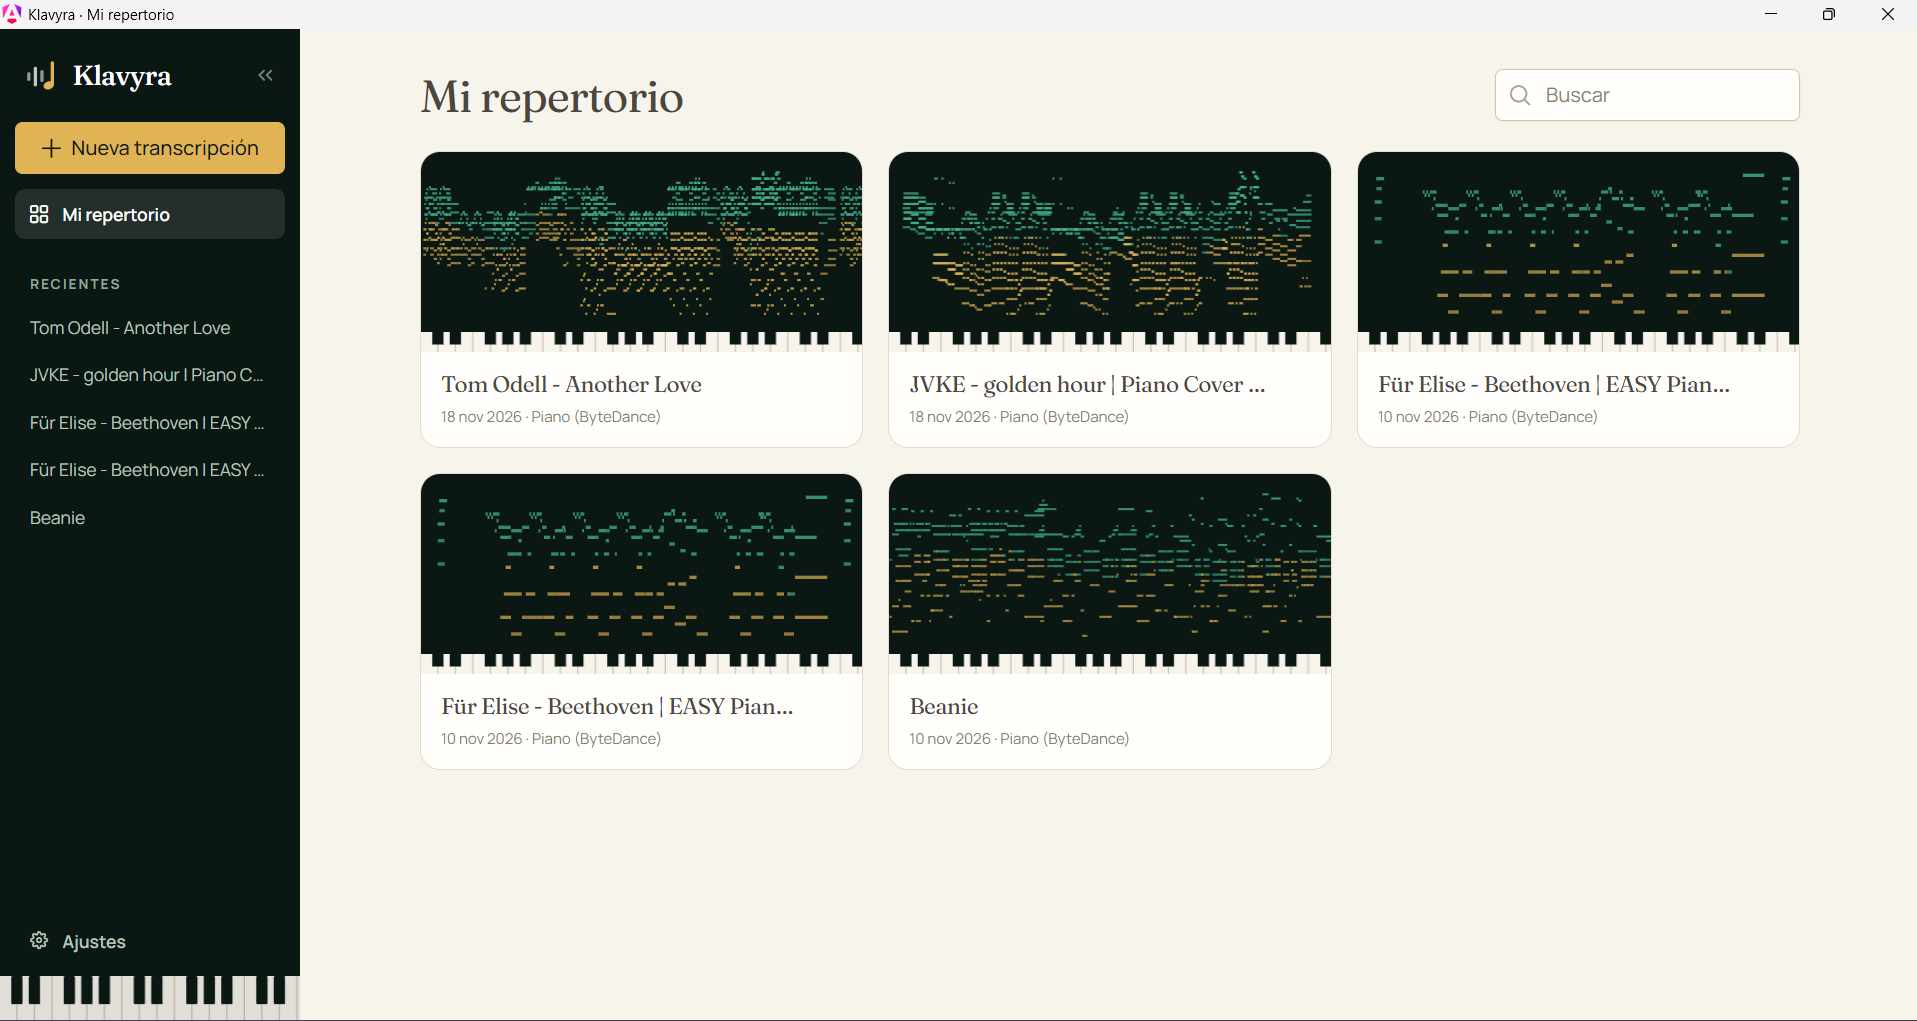 Klavyra · Mi repertorio
Klavyra
Nueva transcripción
Mi repertorio
RECIENTES
Tom Odell - Another Love
JVKE - golden hour | Piano C...
Für Elise - Beethoven | EASY ...
Für Elise - Beethoven | EASY ...
Beanie
Ajustes
Mi repertorio
Buscar
Tom Odell - Another Love
18 nov 2026 · Piano (ByteDance)
JVKE - golden hour | Piano Cover ...
18 nov 2026 · Piano (ByteDance)
Für Elise - Beethoven | EASY Pian...
10 nov 2026 · Piano (ByteDance)
Für Elise - Beethoven | EASY Pian...
10 nov 2026 · Piano (ByteDance)
Beanie
10 nov 2026 · Piano (ByteDance)